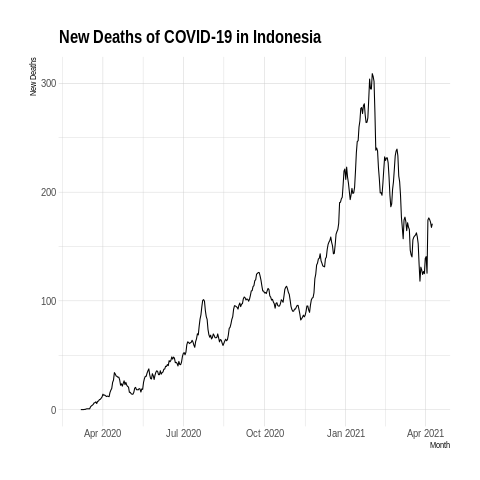 New Deaths of COVID-19 in Indonesia
New Deaths
300
200
100
0
Apr 2020 Jul 2020 Oct 2020 Jan 2021 Apr 2021
Month